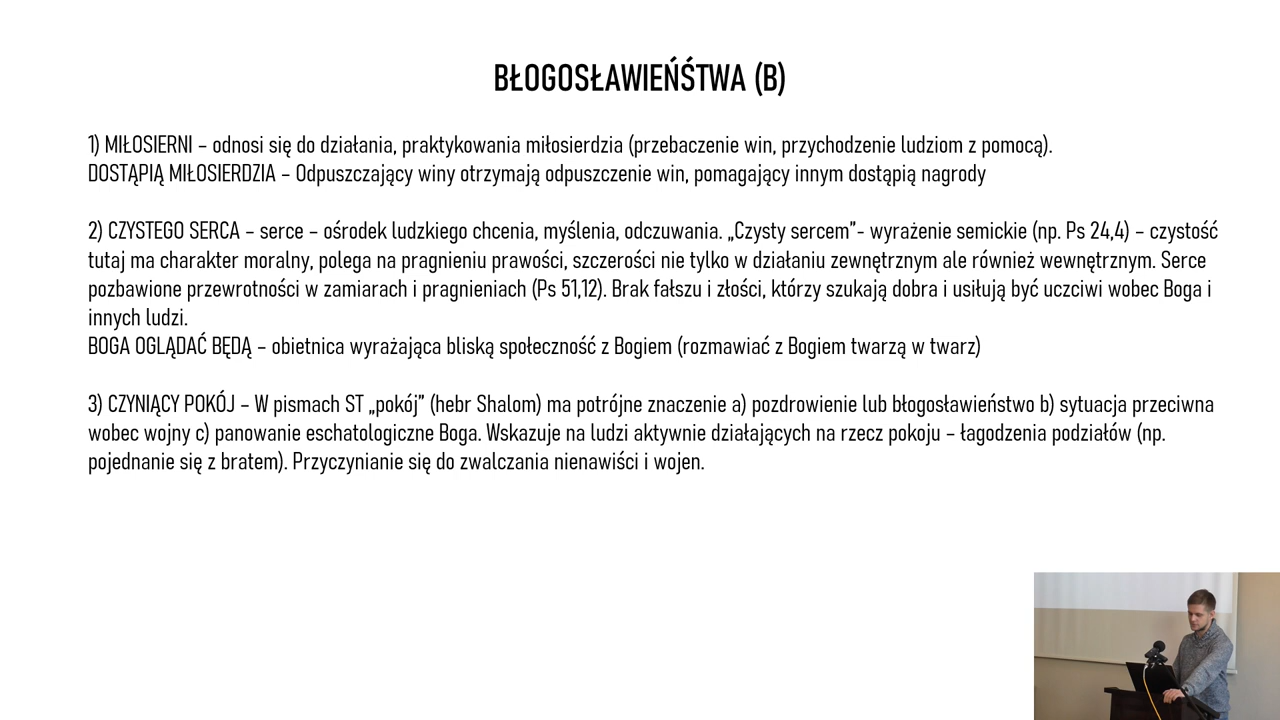 BŁOGOSŁAWIEŃŚTWA (B)
1) MIŁOSIERNI – odnosi się do działania, praktykowania miłosierdzia (przebaczenie win, przychodzenie ludziom z pomocą).
DOSTĄPIĄ MIŁOSIERDZIA – Odpuszczający winy otrzymają odpuszczenie win, pomagający innym dostąpią nagrody
2) CZYSTEGO SERCA – serce – ośrodek ludzkiego chcenia, myślenia, odczuwania. „Czysty sercem”- wyrażenie semickie (np. Ps 24,4) – czystość
tutaj ma charakter moralny, polega na pragnieniu prawości, szczerości nie tylko w działaniu zewnętrznym ale również wewnętrznym. Serce
pozbawione przewrotności w zamiarach i pragnieniach (Ps 51,12). Brak fałszu i złości, którzy szukają dobra i usiłują być uczciwi wobec Boga i
innych ludzi.
BOGA OGLĄDAĆ BĘDĄ – obietnica wyrażająca bliską społeczność z Bogiem (rozmawiać z Bogiem twarzą w twarz)
3) CZYNIĄCY POKÓJ – W pismach ST „pokój” (hebr Shalom) ma potrójne znaczenie a) pozdrowienie lub błogosławieństwo b) sytuacja przeciwna
wobec wojny c) panowanie eschatologiczne Boga. Wskazuje na ludzi aktywnie działających na rzecz pokoju – łagodzenia podziałów (np.
pojednanie się z bratem). Przyczynianie się do zwalczania nienawiści i wojen.